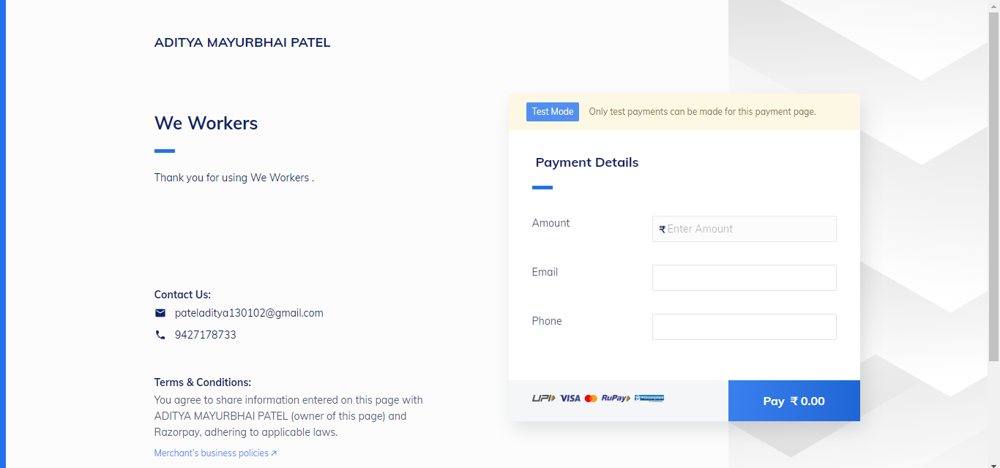 ADITYA MAYURBHAI PATEL
We Workers
Thank you for using We Workers .
Contact Us:
pateladitya130102@gmail.com
9427178733
Terms & Conditions:
You agree to share information entered on this page with
ADITYA MAYURBHAI PATEL (owner of this page) and
Razorpay, adhering to applicable laws.
Merchant's business policies
Test Mode Only test payments can be made for this payment page.
Payment Details
Amount ₹ Enter Amount
Email
Phone
UPI VISA RuPay
Pay ₹ 0.00